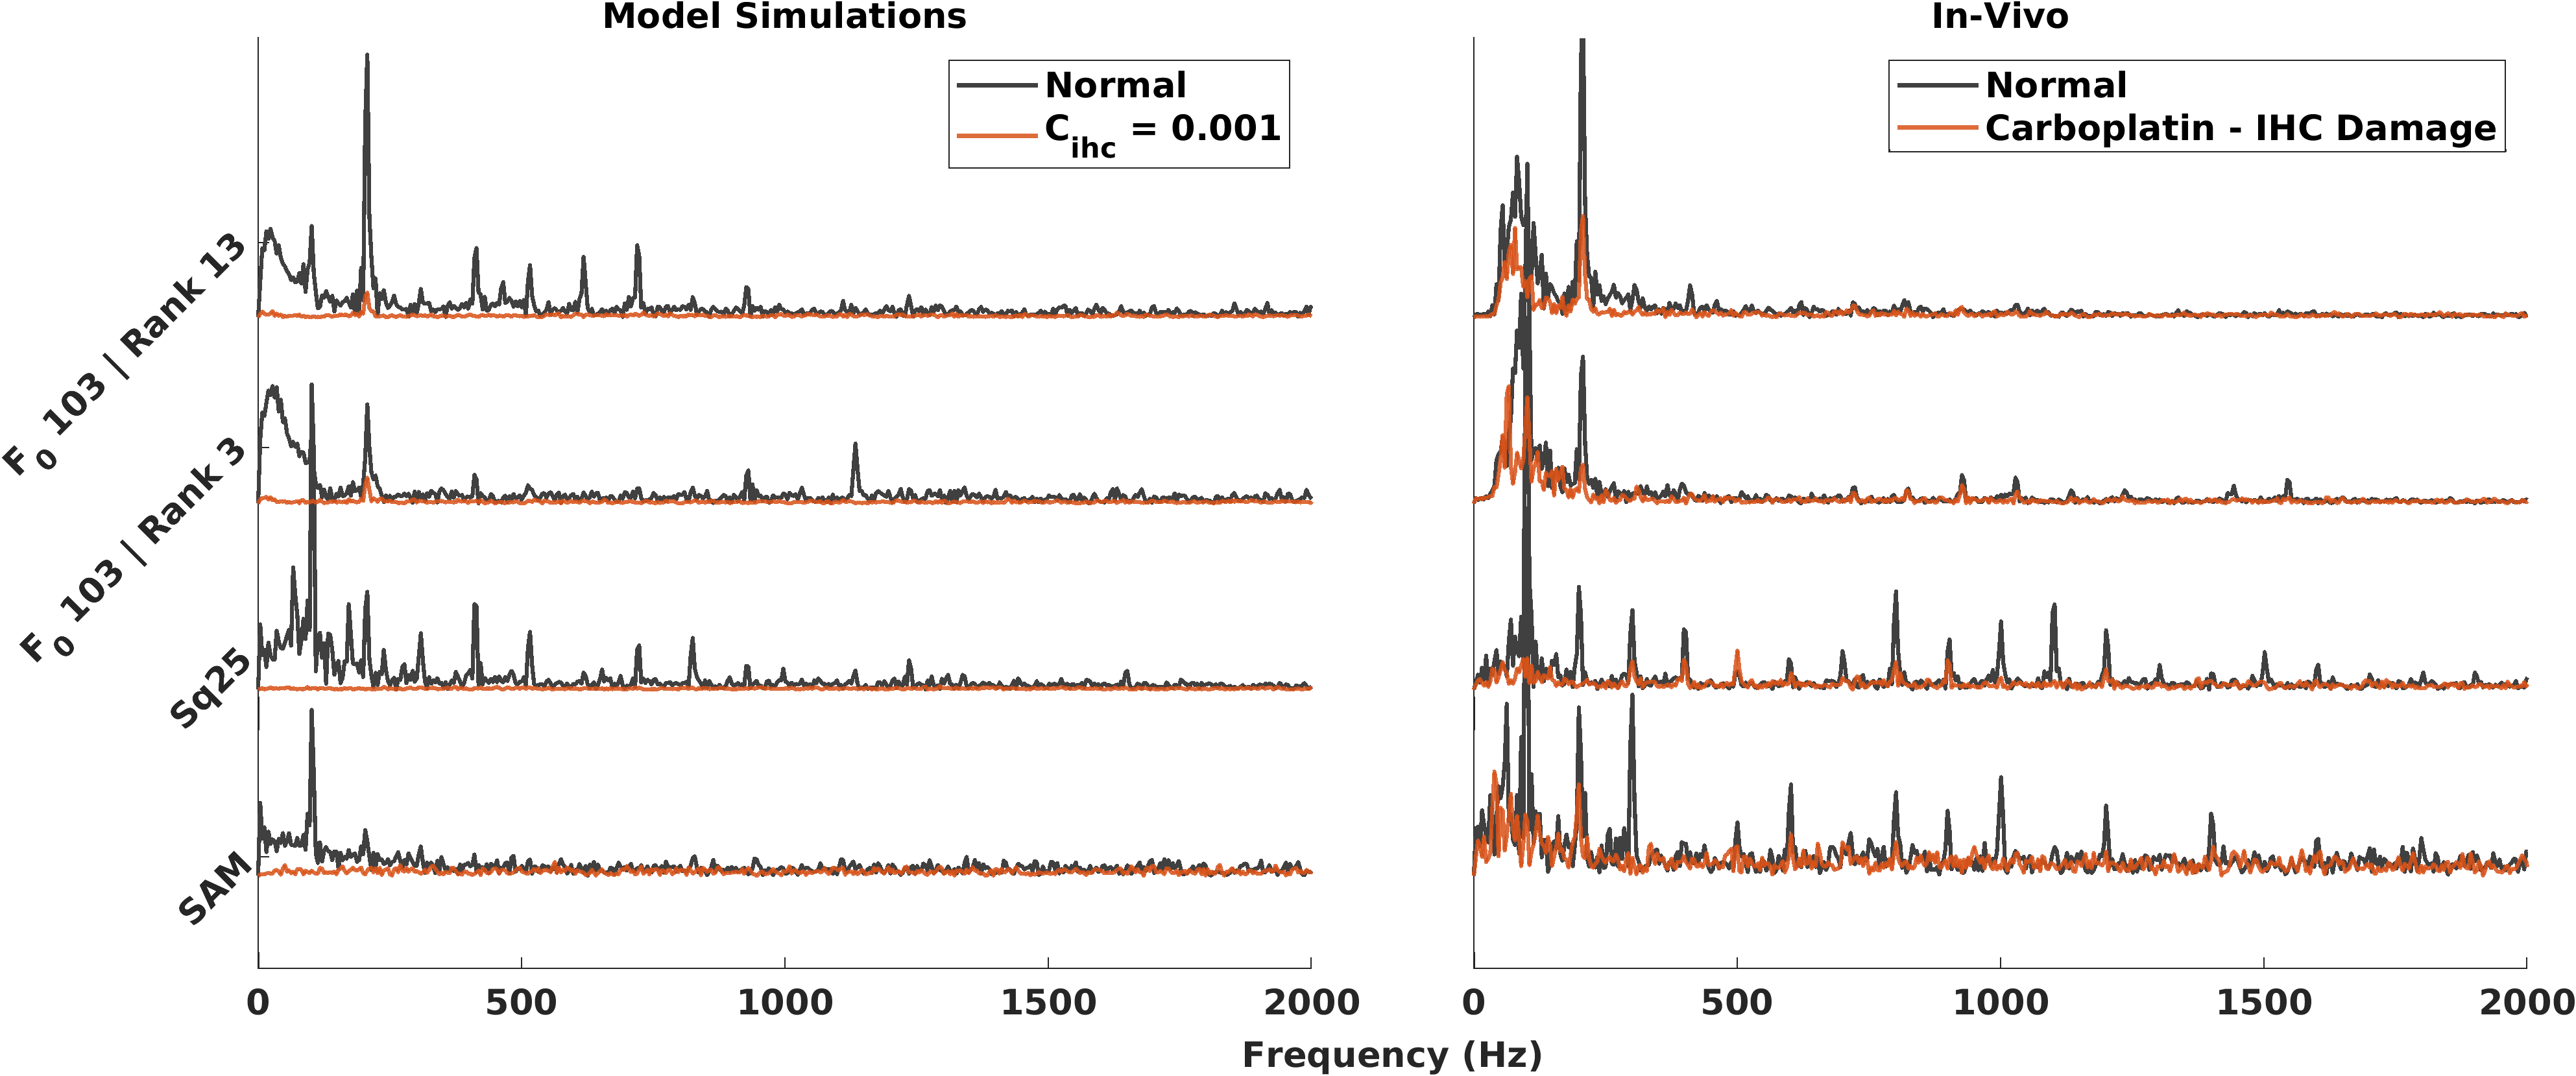 Model Simulations
In-Vivo
Normal
C_ihc = 0.001
Normal
Carboplatin - IHC Damage
F_0 103 | Rank 13
F_0 103 | Rank 3
Sq25
SAM
0 500 1000 1500 2000
0 500 1000 1500 2000
Frequency (Hz)